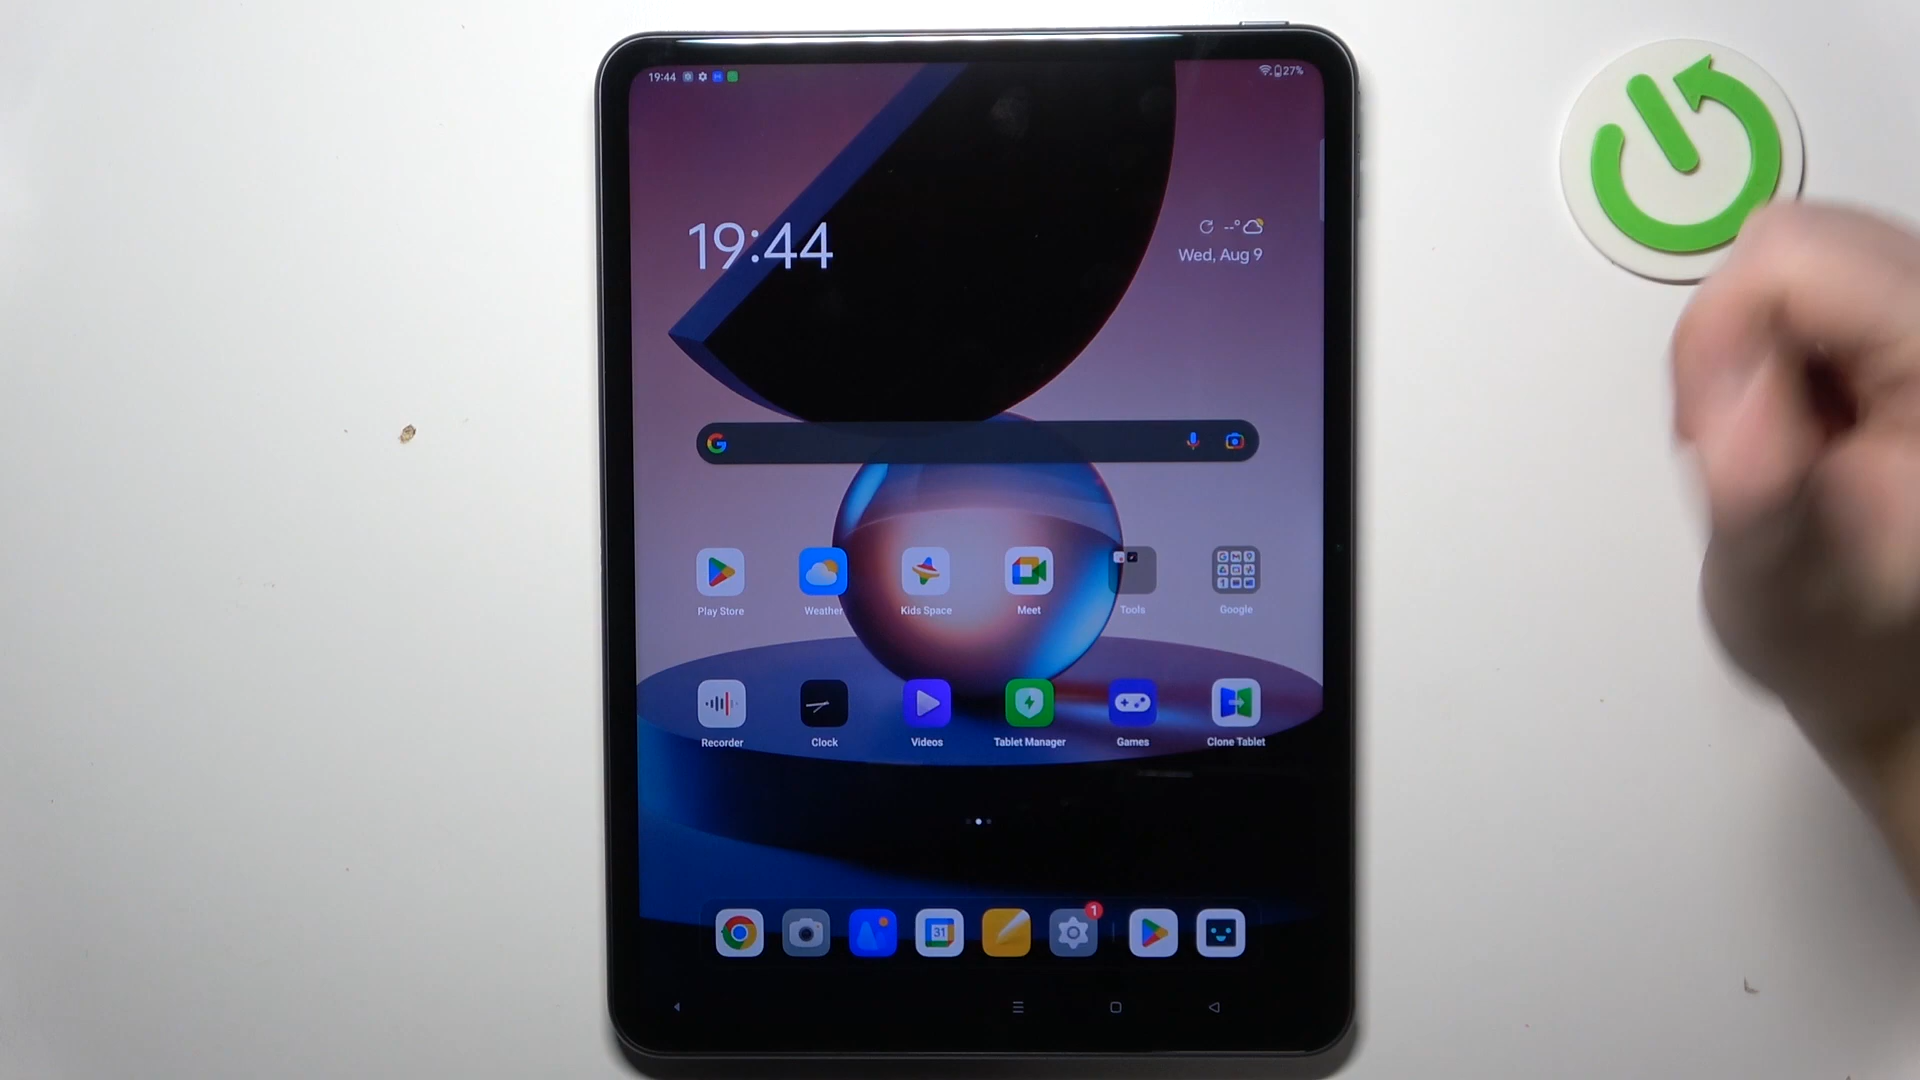 19:44
27%
19:44
Wed, Aug 9
Play Store
Weather
Kids Space
Meet
Tools
Google
Recorder
Clock
Videos
Tablet Manager
Games
Clone Tablet
31
1